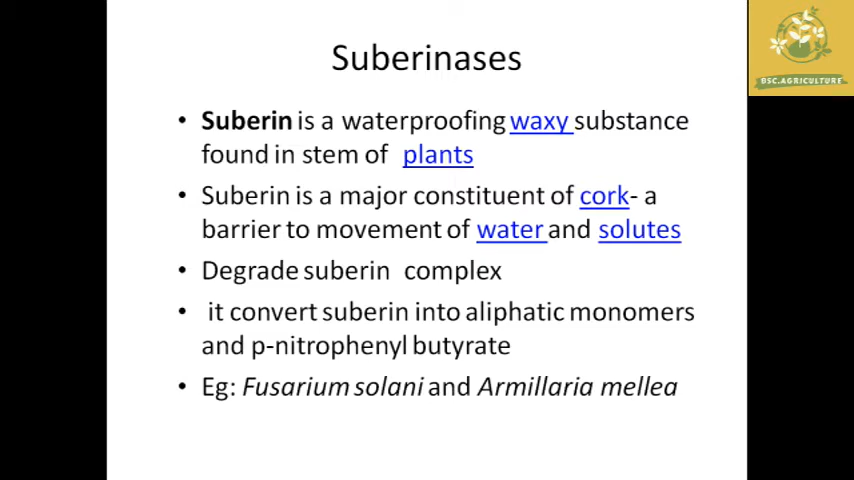 Suberinases
BSC.AGRICULTURE
• Suberin is a waterproofing waxy substance
found in stem of plants
• Suberin is a major constituent of cork- a
barrier to movement of water and solutes
• Degrade suberin complex
• it convert suberin into aliphatic monomers
and p-nitrophenyl butyrate
• Eg: Fusarium solani and Armillaria mellea